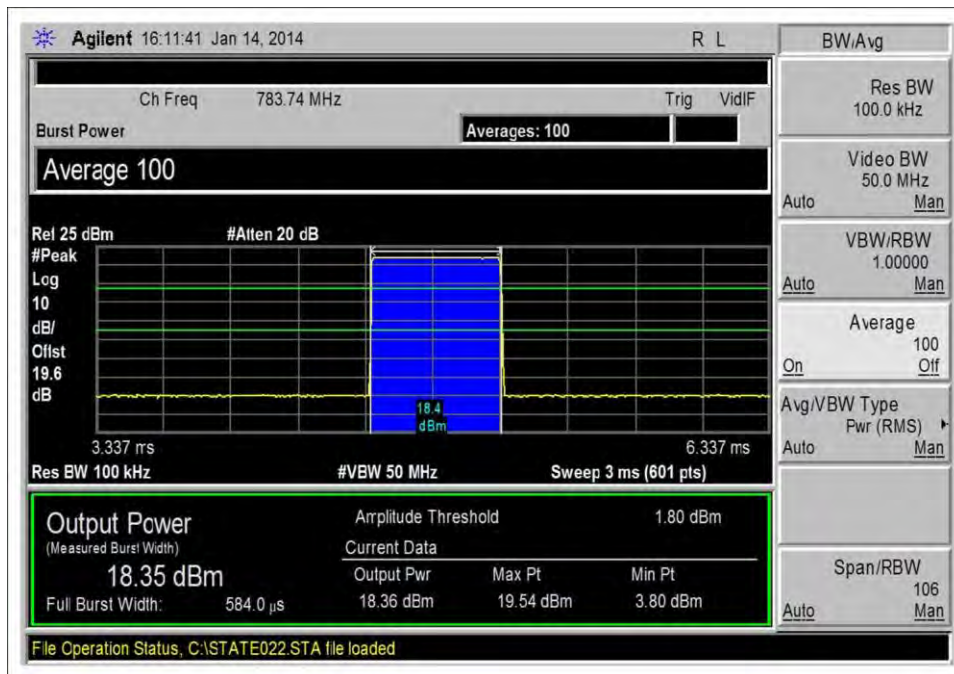 Agilent 16:11:41 Jan 14, 2014 R L
BW/Avg
Ch Freq 783.74 MHz Trig VidIF
Burst Power
Averages: 100
Average 100
Ref 25 dBm #Atten 20 dB
#Peak
Log
10
dB/
Offst
19.6
dB
18.4
dBm
3.337 ms 6.337 ms
Res BW 100 kHz #VBW 50 MHz Sweep 3 ms (601 pts)
Output Power
(Measured Burst Width)
18.35 dBm
Full Burst Width: 584.0 µs
Amplitude Threshold 1.80 dBm
Current Data
Output Pwr Max Pt Min Pt
18.36 dBm 19.54 dBm 3.80 dBm
File Operation Status, C:\STATE022.STA file loaded
Res BW
100.0 kHz
Video BW
50.0 MHz
Auto Man
VBW/RBW
1.00000
Auto Man
Average
100
On Off
Avg/VBW Type
Pwr (RMS)
Auto Man
Span/RBW
106
Auto Man